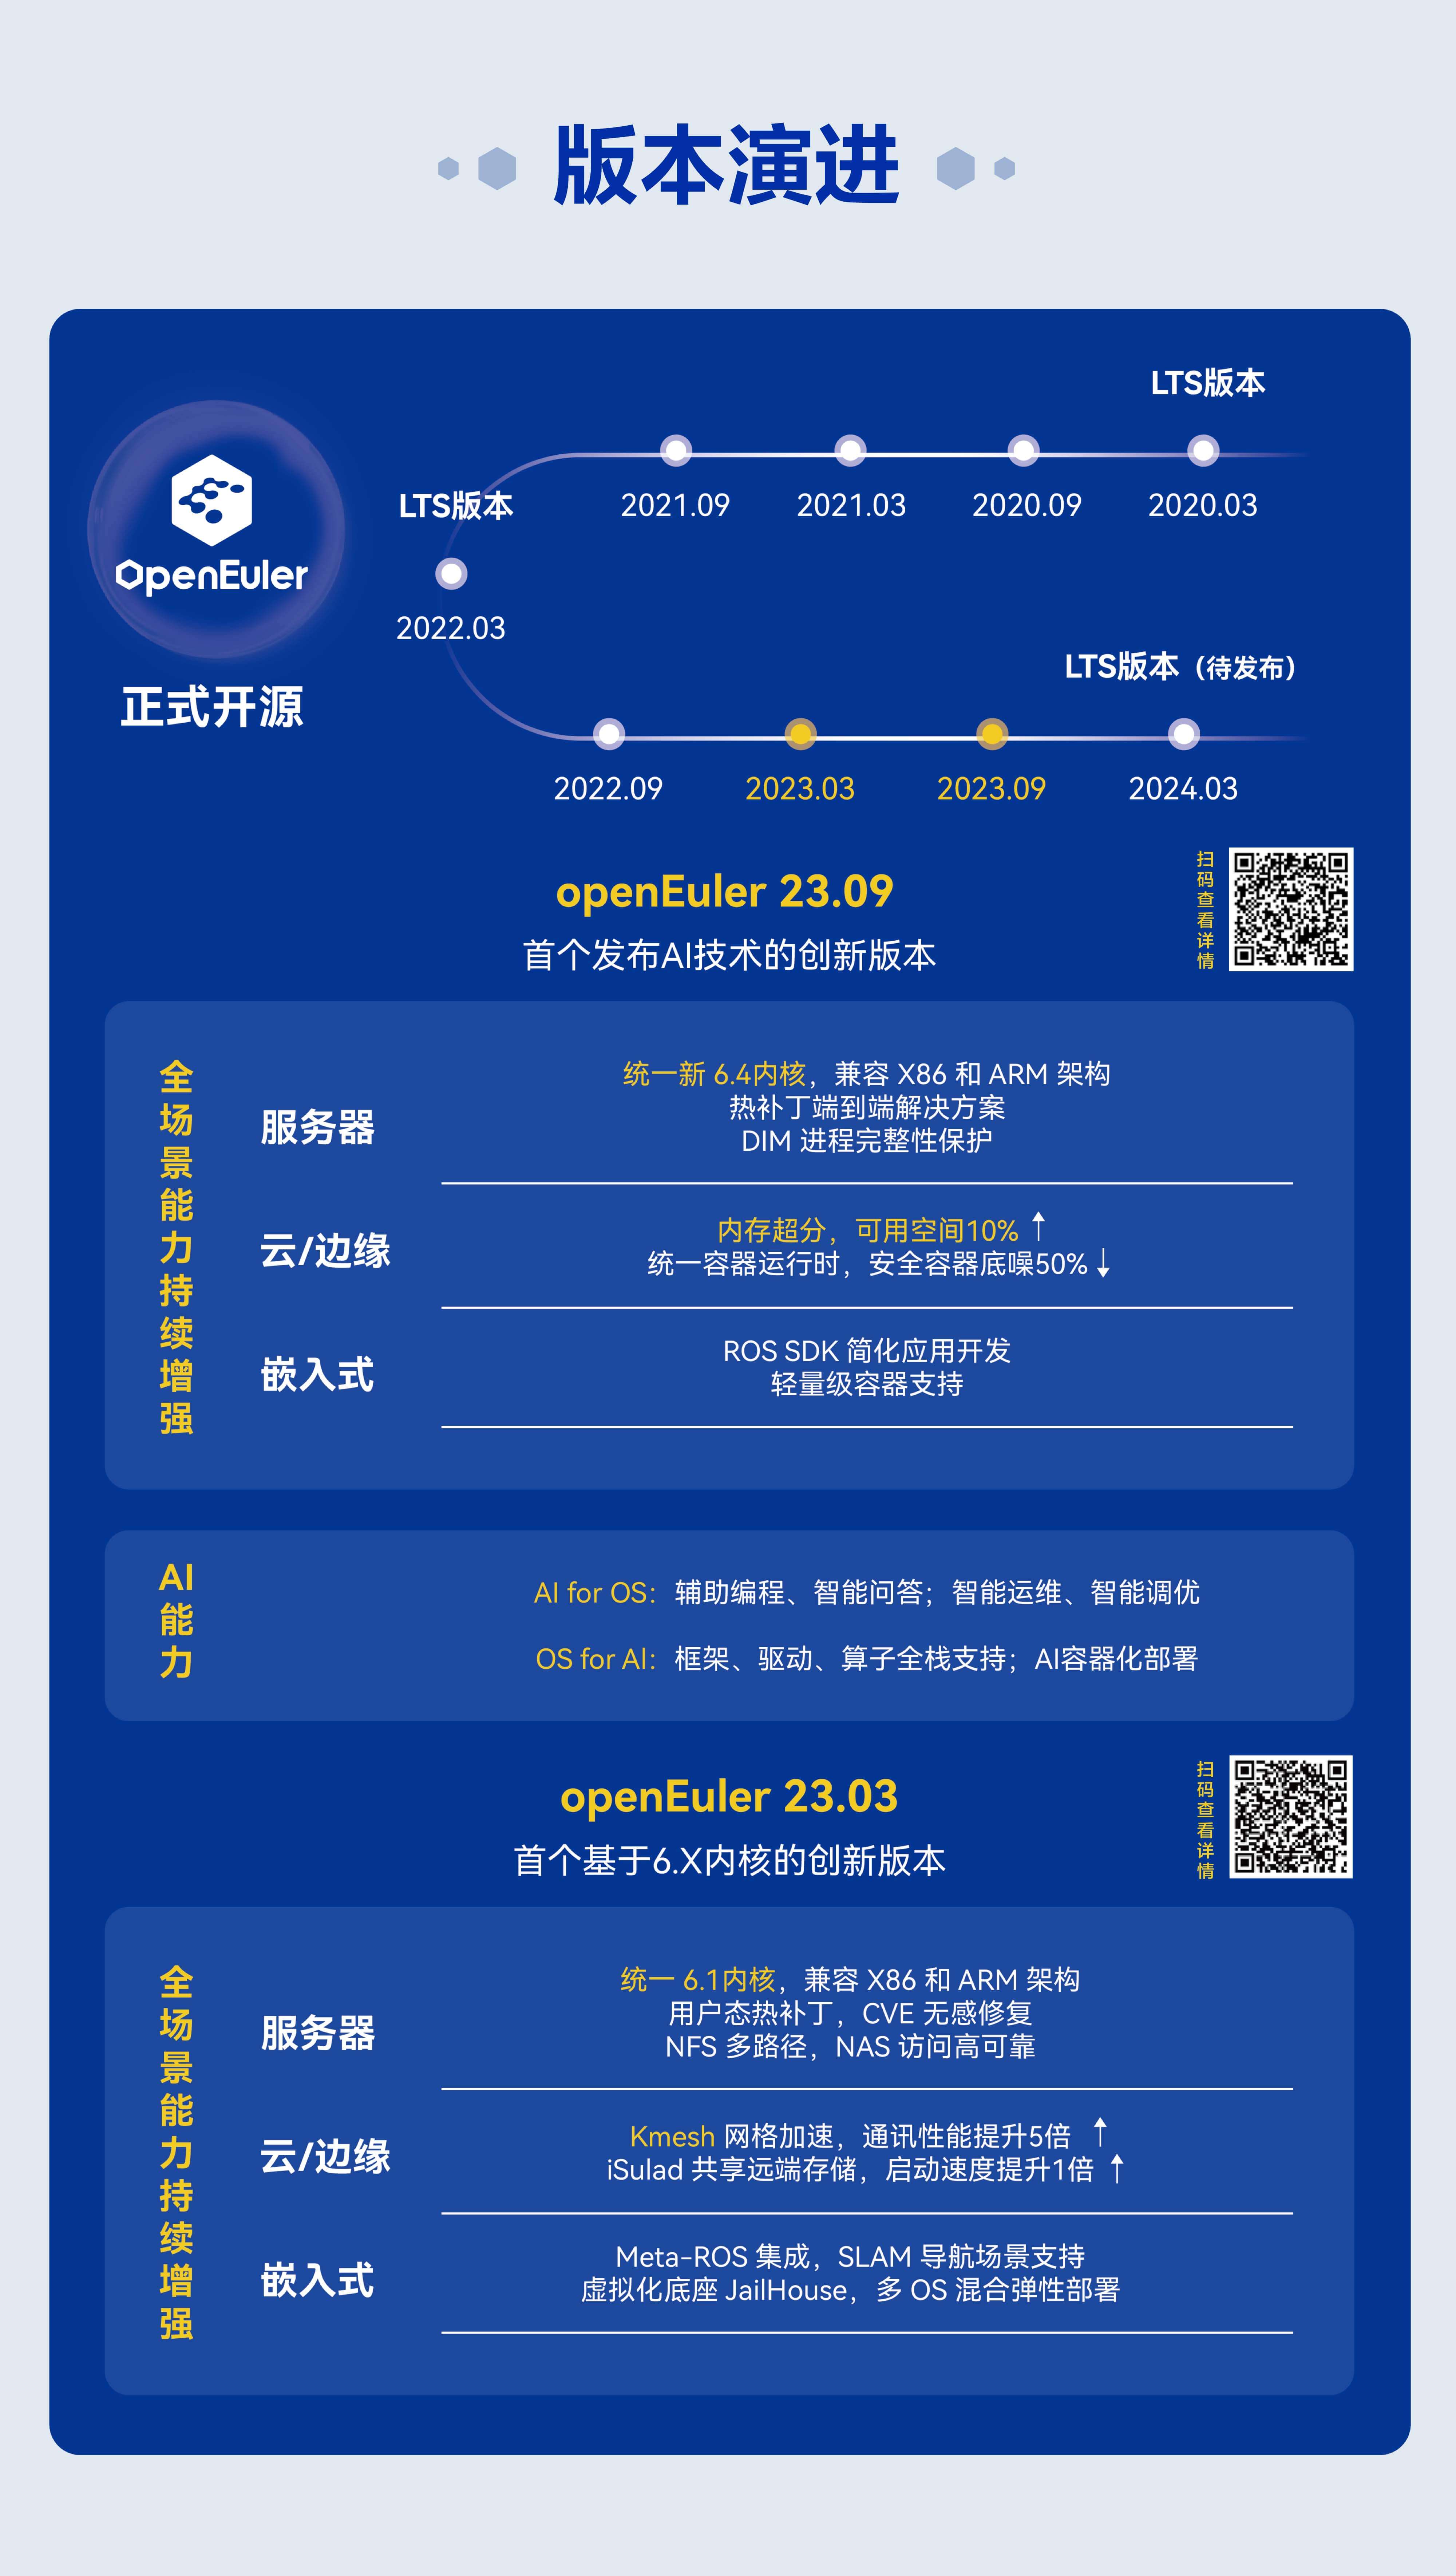 版本演进
LTS版本
2021.09
2021.03
2020.09
2020.03
LTS版本
2022.03
openEuler
正式开源
LTS版本（待发布）
2022.09
2023.03
2023.09
2024.03
openEuler 23.09
首个发布AI技术的创新版本
扫码查看详情
全场景能力持续增强
服务器
统一新 6.4内核，兼容 X86 和 ARM 架构
热补丁端到端解决方案
DIM 进程完整性保护
云/边缘
内存超分，可用空间10% ↑
统一容器运行时，安全容器底噪50% ↓
嵌入式
ROS SDK 简化应用开发
轻量级容器支持
AI能力
AI for OS：辅助编程、智能问答；智能运维、智能调优
OS for AI：框架、驱动、算子全栈支持；AI容器化部署
openEuler 23.03
首个基于6.X内核的创新版本
扫码查看详情
全场景能力持续增强
服务器
统一 6.1内核，兼容 X86 和 ARM 架构
用户态热补丁，CVE 无感修复
NFS 多路径，NAS 访问高可靠
云/边缘
Kmesh 网格加速，通讯性能提升5倍 ↑
iSulad 共享远端存储，启动速度提升1倍 ↑
嵌入式
Meta-ROS 集成，SLAM 导航场景支持
虚拟化底座 JailHouse，多 OS 混合弹性部署